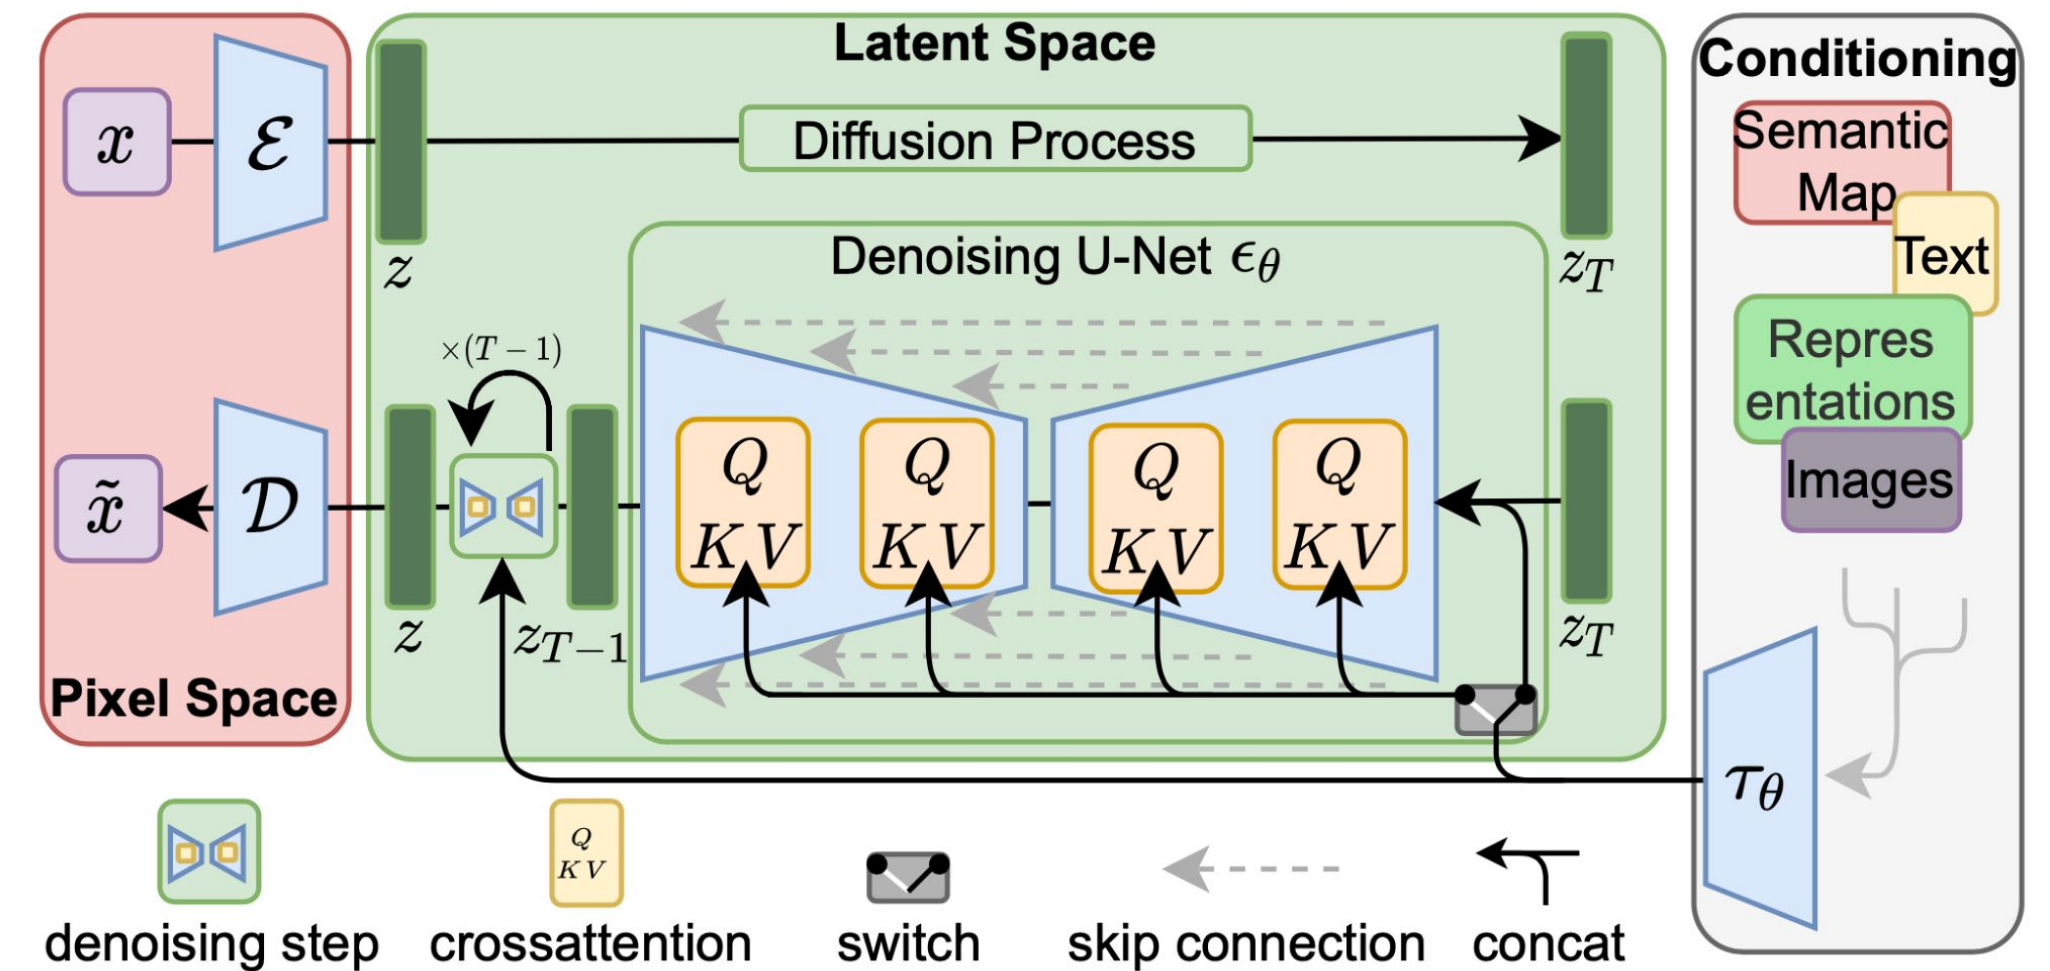 Latent Space
Conditioning
x
ℰ
Diffusion Process
Semantic
Map
Text
z
Denoising U-Net ϵ_θ
z_T
Repres
entations
×(T − 1)
Images
Q
K V
Q
K V
Q
K V
Q
K V
x̃
𝒟
z
z_{T−1}
z_T
Pixel Space
τ_θ
Q
K V
denoising step
crossattention
switch
skip connection
concat